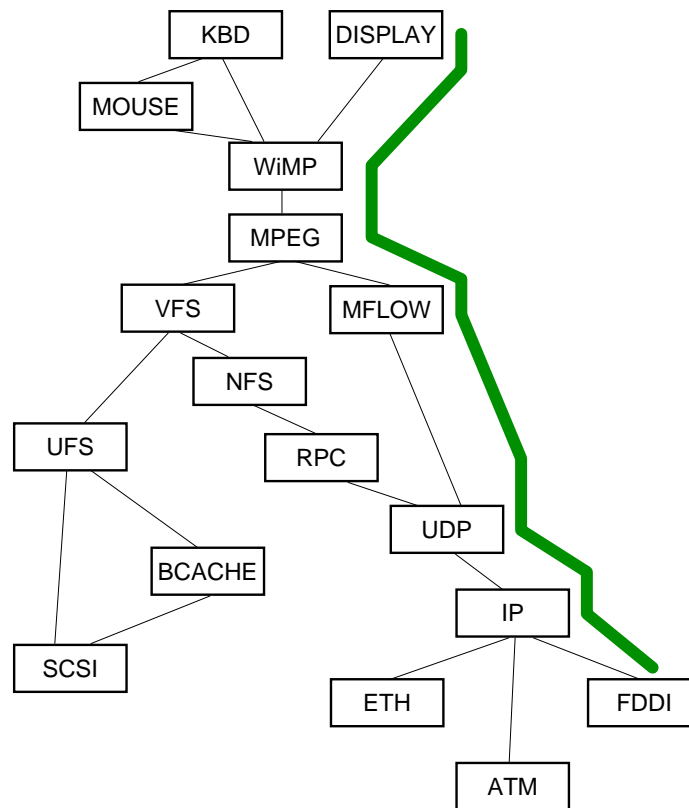 KBD
DISPLAY
MOUSE
WiMP
MPEG
VFS
MFLOW
NFS
UFS
RPC
UDP
BCACHE
IP
SCSI
ETH
FDDI
ATM